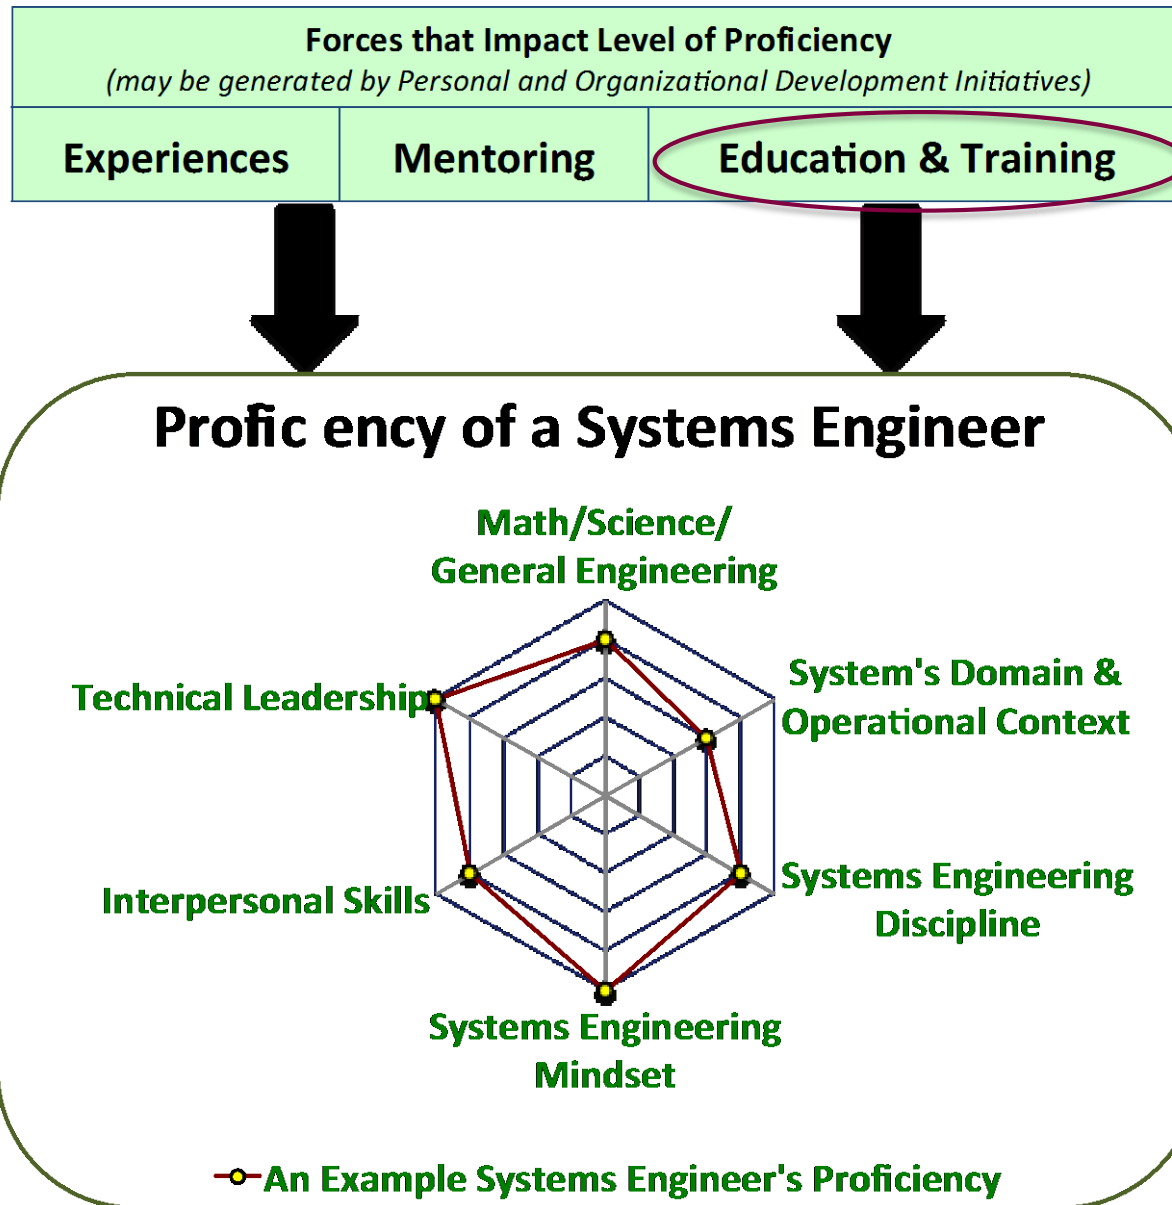 Forces that Impact Level of Proficiency
(may be generated by Personal and Organizational Development Initiatives)
Experiences
Mentoring
Education & Training
Profic ency of a Systems Engineer
Math/Science/
General Engineering
System's Domain &
Operational Context
Technical Leadership
Systems Engineering
Discipline
Interpersonal Skills
Systems Engineering
Mindset
An Example Systems Engineer's Proficiency